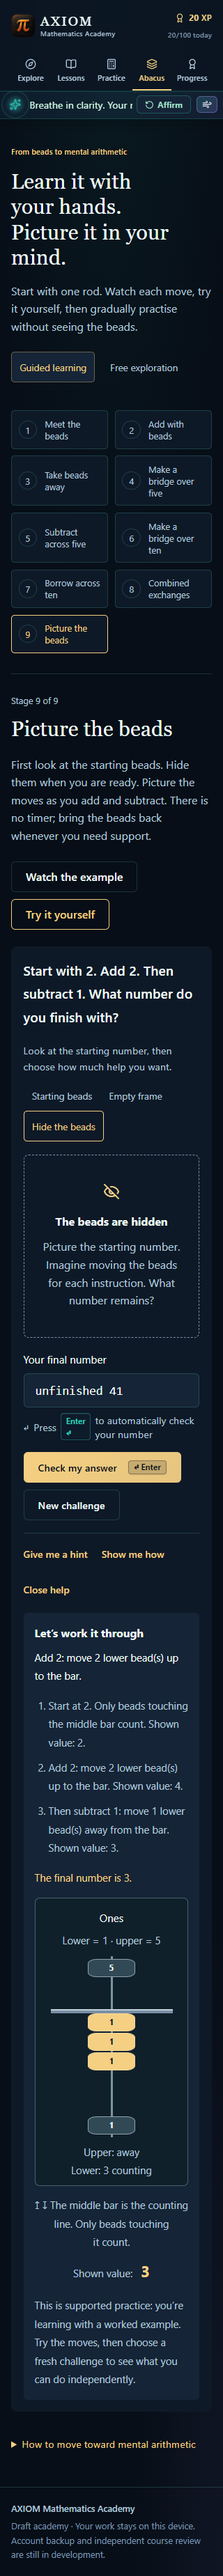 AXIOM
Mathematics Academy
20 XP
20/100 today
Explore
Lessons
Practice
Abacus
Progress
Breathe in clarity. Your r
Affirm
From beads to mental arithmetic
Learn it with
your hands.
Picture it in your
mind.
Start with one rod. Watch each move, try
it yourself, then gradually practise
without seeing the beads.
Guided learning
Free exploration
1 Meet the
beads
2 Add with
beads
3 Take beads
away
4 Make a
bridge over
five
5 Subtract
across five
6 Make a
bridge over
ten
7 Borrow across
ten
8 Combined
exchanges
9 Picture the
beads
Stage 9 of 9
Picture the beads
First look at the starting beads. Hide
them when you are ready. Picture the
moves as you add and subtract. There is
no timer; bring the beads back
whenever you need support.
Watch the example
Try it yourself
Start with 2. Add 2. Then
subtract 1. What number do
you finish with?
Look at the starting number, then
choose how much help you want.
Starting beads
Empty frame
Hide the beads
The beads are hidden
Picture the starting number.
Imagine moving the beads
for each instruction. What
number remains?
Your final number
unfinished 41
↵ Press Enter ↵ to automatically check
your number
Check my answer ↵ Enter
New challenge
Give me a hint
Show me how
Close help
Let's work it through
Add 2: move 2 lower bead(s) up
to the bar.
1. Start at 2. Only beads touching
the middle bar count. Shown
value: 2.
2. Add 2: move 2 lower bead(s)
up to the bar. Shown value: 4.
3. Then subtract 1: move 1 lower
bead(s) away from the bar.
Shown value: 3.
The final number is 3.
Ones
Lower = 1 · upper = 5
5
1
1
1
1
Upper: away
Lower: 3 counting
↥↧ The middle bar is the counting
line. Only beads touching
it count.
Shown value: 3
This is supported practice: you're
learning with a worked example.
Try the moves, then choose a
fresh challenge to see what you
can do independently.
▶ How to move toward mental arithmetic
AXIOM Mathematics Academy
Draft academy · Your work stays on this device.
Account backup and independent course review
are still in development.